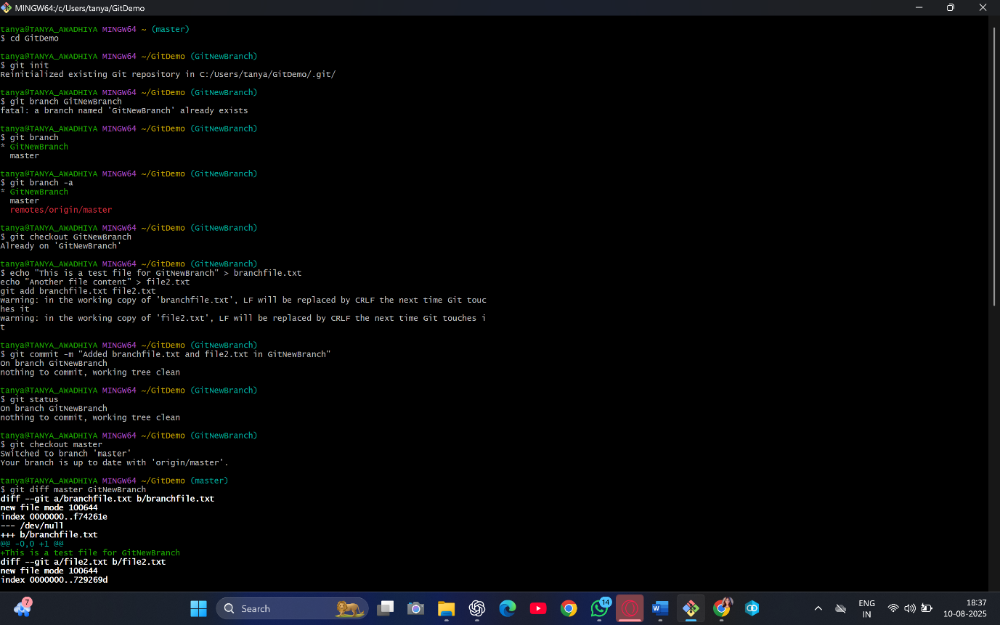 MINGW64:/c/Users/tanya/GitDemo
tanya@TANYA_AWADHIYA MINGW64 ~ (master)
$ cd GitDemo
tanya@TANYA_AWADHIYA MINGW64 ~/GitDemo (GitNewBranch)
$ git init
Reinitialized existing Git repository in C:/Users/tanya/GitDemo/.git/
tanya@TANYA_AWADHIYA MINGW64 ~/GitDemo (GitNewBranch)
$ git branch GitNewBranch
fatal: a branch named 'GitNewBranch' already exists
tanya@TANYA_AWADHIYA MINGW64 ~/GitDemo (GitNewBranch)
$ git branch
* GitNewBranch
  master
tanya@TANYA_AWADHIYA MINGW64 ~/GitDemo (GitNewBranch)
$ git branch -a
* GitNewBranch
  master
  remotes/origin/master
tanya@TANYA_AWADHIYA MINGW64 ~/GitDemo (GitNewBranch)
$ git checkout GitNewBranch
Already on 'GitNewBranch'
tanya@TANYA_AWADHIYA MINGW64 ~/GitDemo (GitNewBranch)
$ echo "This is a test file for GitNewBranch" > branchfile.txt
echo "Another file content" > file2.txt
git add branchfile.txt file2.txt
warning: in the working copy of 'branchfile.txt', LF will be replaced by CRLF the next time Git touc
hes it
warning: in the working copy of 'file2.txt', LF will be replaced by CRLF the next time Git touches i
t
tanya@TANYA_AWADHIYA MINGW64 ~/GitDemo (GitNewBranch)
$ git commit -m "Added branchfile.txt and file2.txt in GitNewBranch"
On branch GitNewBranch
nothing to commit, working tree clean
tanya@TANYA_AWADHIYA MINGW64 ~/GitDemo (GitNewBranch)
$ git status
On branch GitNewBranch
nothing to commit, working tree clean
tanya@TANYA_AWADHIYA MINGW64 ~/GitDemo (GitNewBranch)
$ git checkout master
Switched to branch 'master'
Your branch is up to date with 'origin/master'.
tanya@TANYA_AWADHIYA MINGW64 ~/GitDemo (master)
$ git diff master GitNewBranch
diff --git a/branchfile.txt b/branchfile.txt
new file mode 100644
index 0000000..f74261e
--- /dev/null
+++ b/branchfile.txt
@@ -0,0 +1 @@
+This is a test file for GitNewBranch
diff --git a/file2.txt b/file2.txt
new file mode 100644
index 0000000..729269d
7
Search
14
W
ENG
IN
18:37
10-08-2025